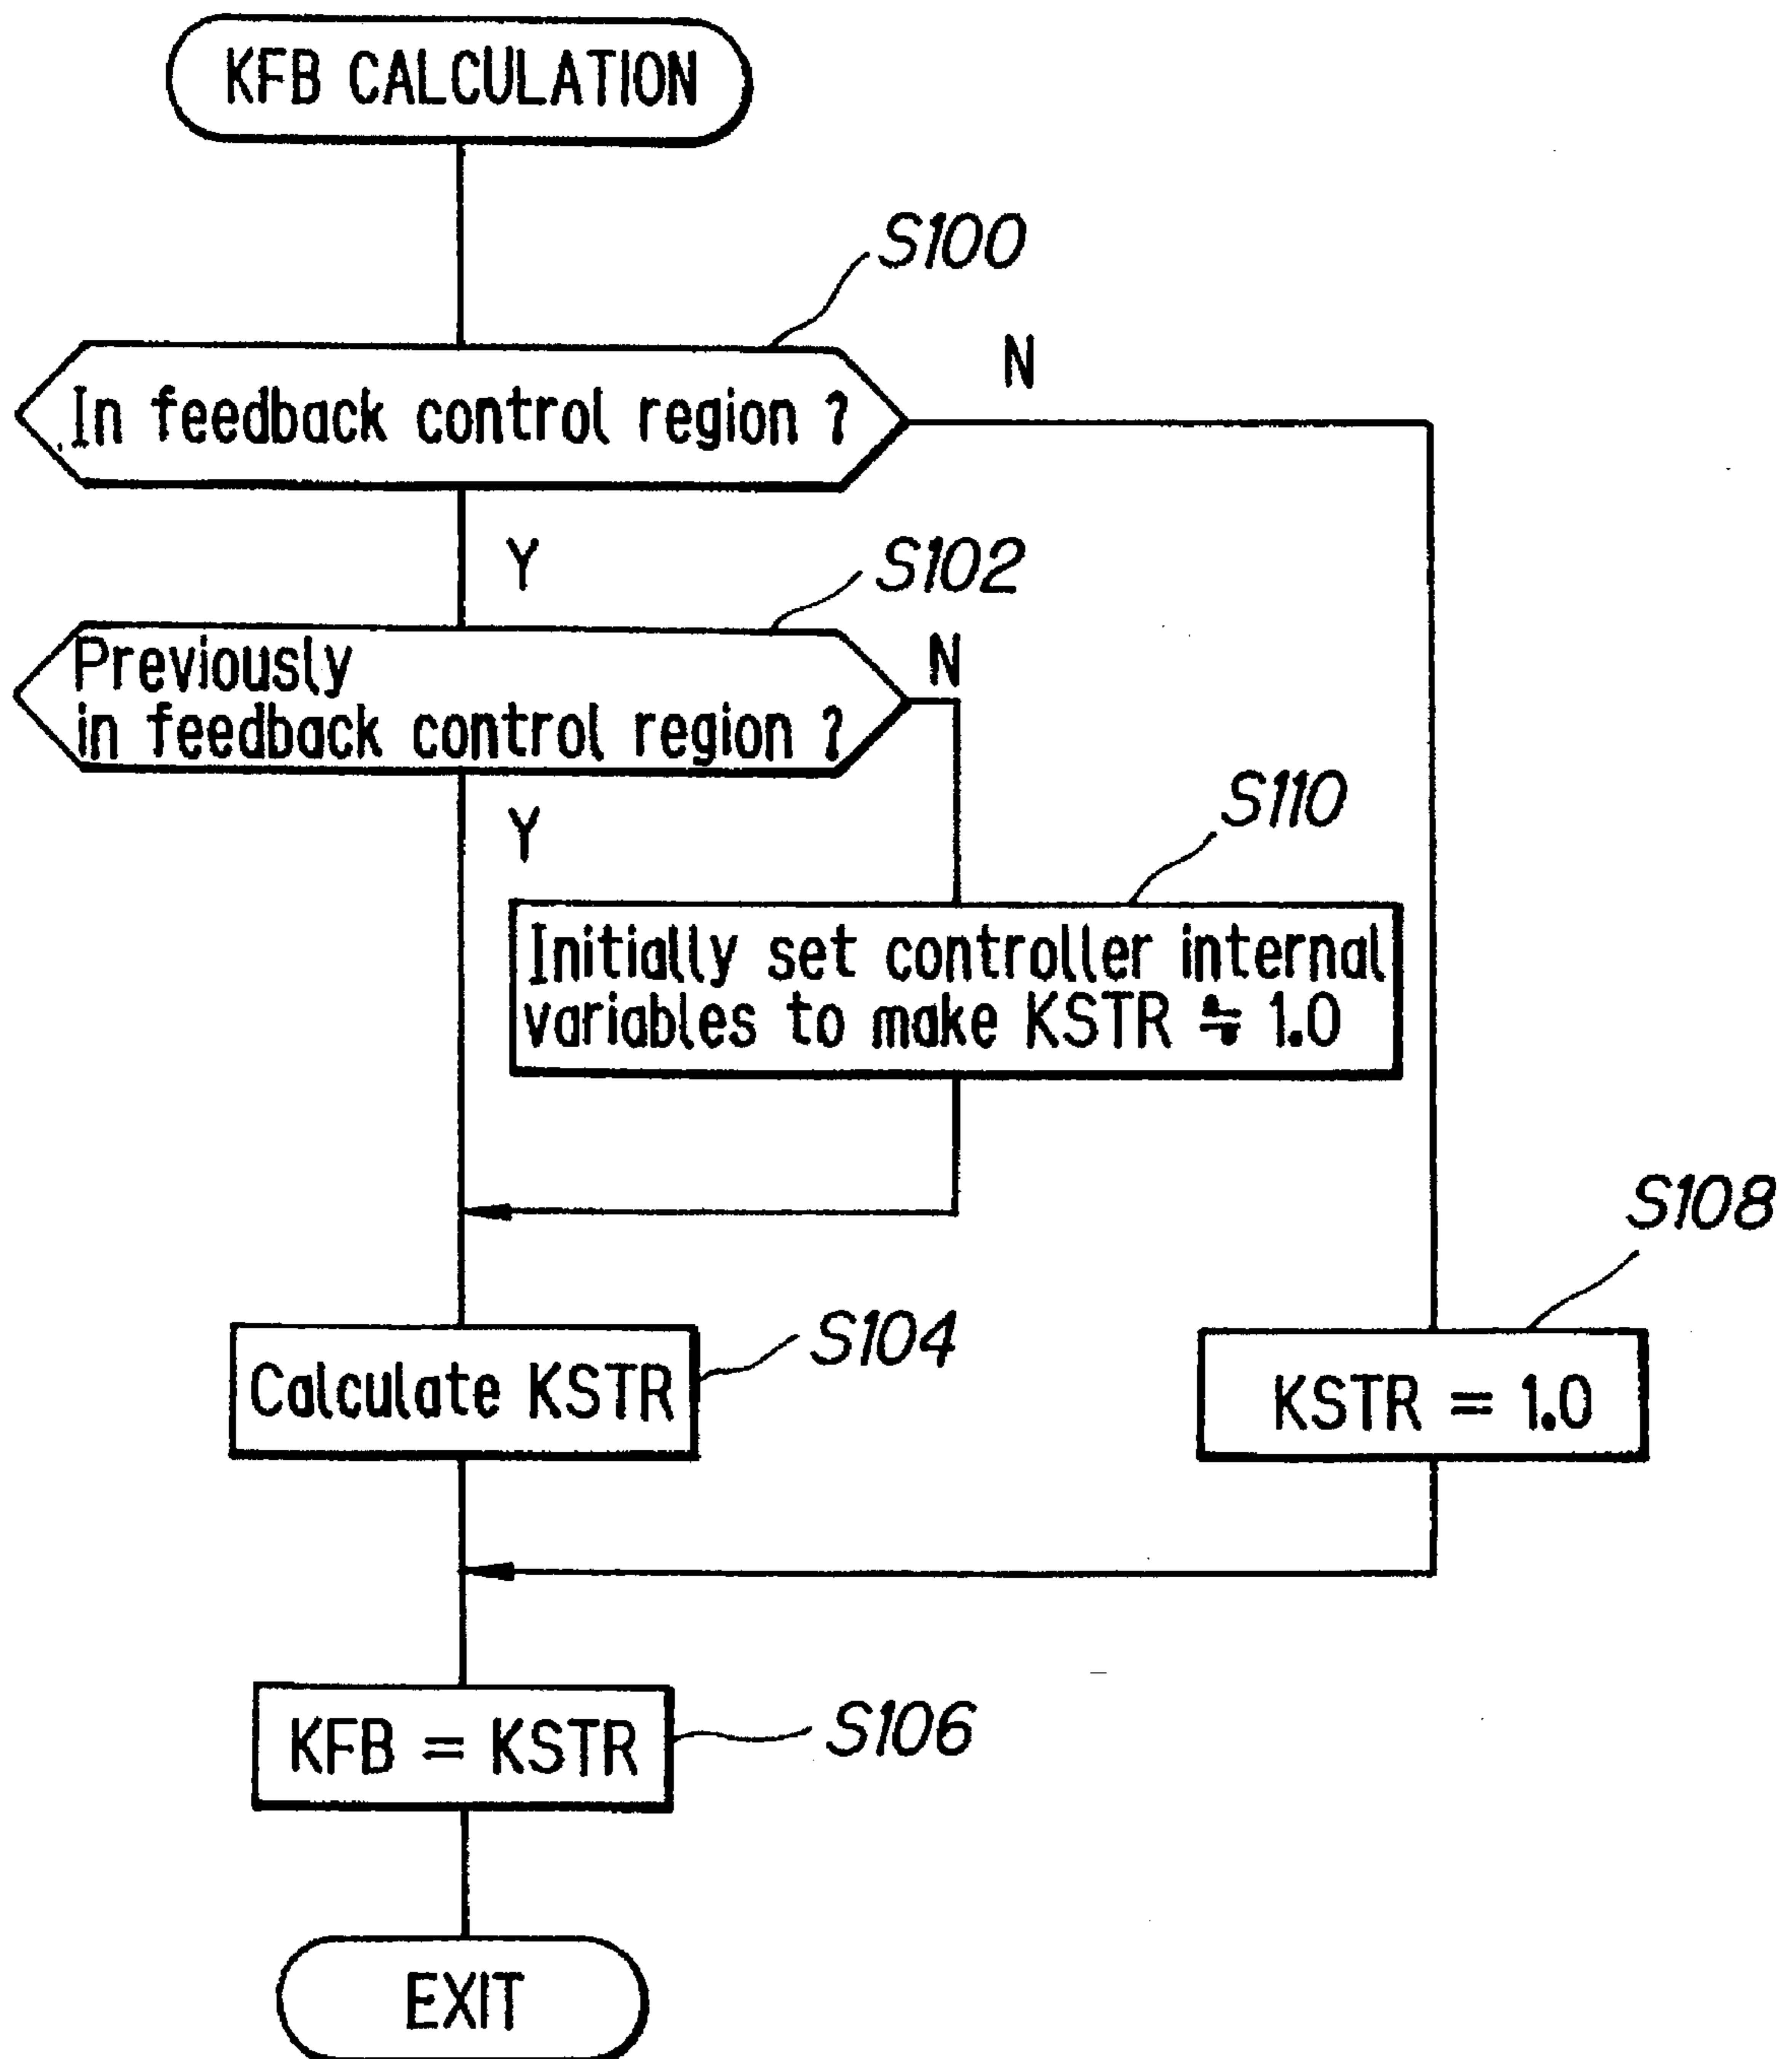 KFB CALCULATION
S100
N
In feedback control region ?
Y
S102
N
Previously
in feedback control region ?
Y
S110
Initially set controller internal
variables to make KSTR ≒ 1.0
S108
S104
Calculate KSTR
KSTR = 1.0
KFB = KSTR
S106
EXIT